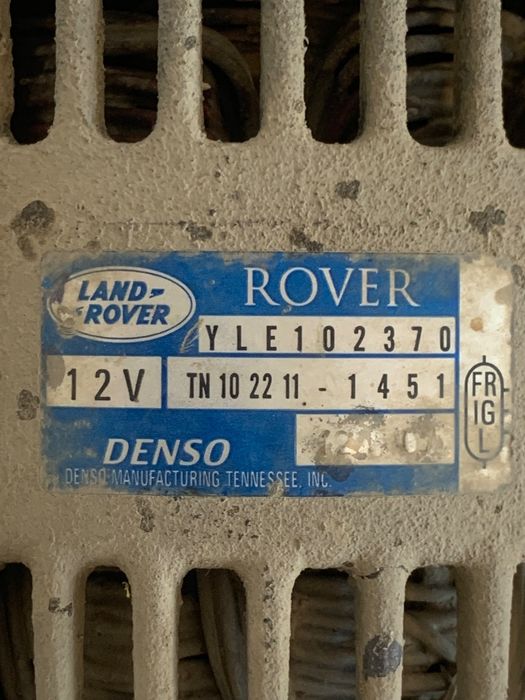 LAND-ROVER
ROVER
YLE102370
12V
TN 10 22 11 - 1451
FR IG L
DENSO
DENSO MANUFACTURING TENNESSEE, INC.